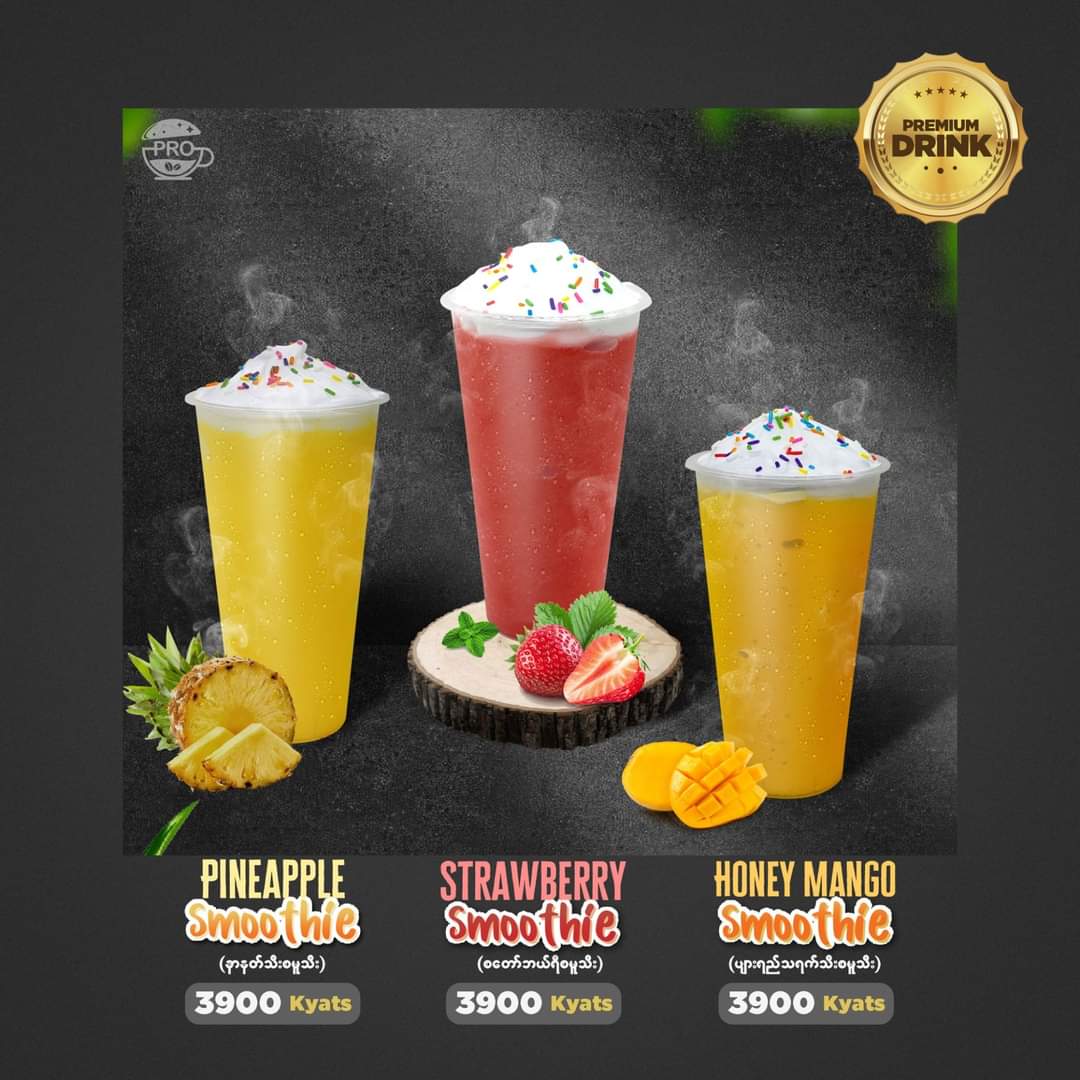 PRO
PREMIUM
DRINK
PINEAPPLE
Smoothie
(နာနတ်သီးစမူသီး)
3900 Kyats
STRAWBERRY
Smoothie
(စတော်ဘယ်ရီစမူသီး)
3900 Kyats
HONEY MANGO
Smoothie
(ပျားရည်သရက်သီးစမူသီး)
3900 Kyats